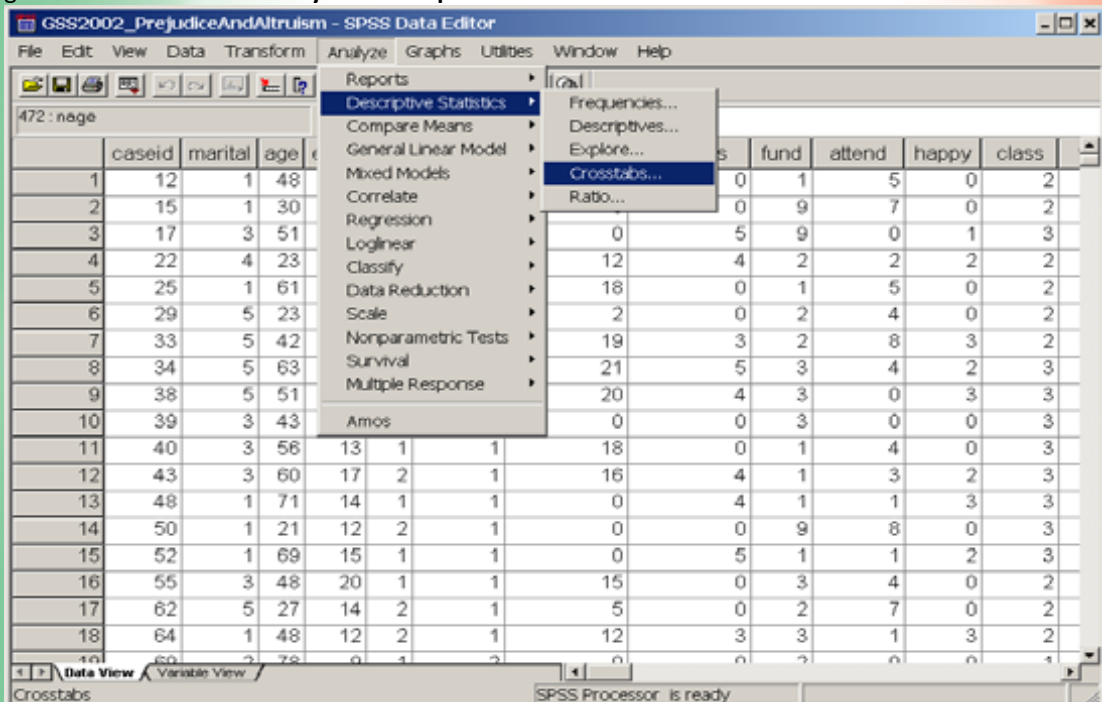 GSS2002_PrejudiceAndAltruism - SPSS Data Editor
File Edit View Data Transform Analyze Graphs Utilities Window Help
472 : nage
Reports
Descriptive Statistics
Compare Means
General Linear Model
Mixed Models
Correlate
Regression
Loglinear
Classify
Data Reduction
Scale
Nonparametric Tests
Survival
Multiple Response
Amos
Frequencies...
Descriptives...
Explore...
Crosstabs...
Ratio...
caseid marital age s fund attend happy class
1 12 1 48 0 1 5 0 2
2 15 1 30 0 9 7 0 2
3 17 3 51 0 5 9 0 1 3
4 22 4 23 12 4 2 2 2 2
5 25 1 61 18 0 1 5 0 2
6 29 5 23 2 0 2 4 0 2
7 33 5 42 19 3 2 8 3 2
8 34 5 63 21 5 3 4 2 3
9 38 5 51 20 4 3 0 3 3
10 39 3 43 0 0 3 0 0 3
11 40 3 56 13 1 1 18 0 1 4 0 3
12 43 3 60 17 2 1 16 4 1 3 2 3
13 48 1 71 14 1 1 0 4 1 1 3 3
14 50 1 21 12 2 1 0 0 9 8 0 3
15 52 1 69 15 1 1 0 5 1 1 2 3
16 55 3 48 20 1 1 15 0 3 4 0 2
17 62 5 27 14 2 1 5 0 2 7 0 2
18 64 1 48 12 2 1 12 3 3 1 3 2
Data View Variable View
Crosstabs SPSS Processor is ready